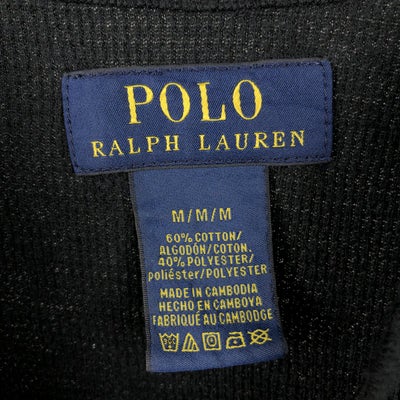 POLO
RALPH LAUREN
M/M/M
60% COTTON/
ALGODÓN/COTON.
40% POLYESTER/
poliéster/POLYESTER
MADE IN CAMBODIA
HECHO EN CAMBOYA
FABRIQUÉ AU CAMBODGE